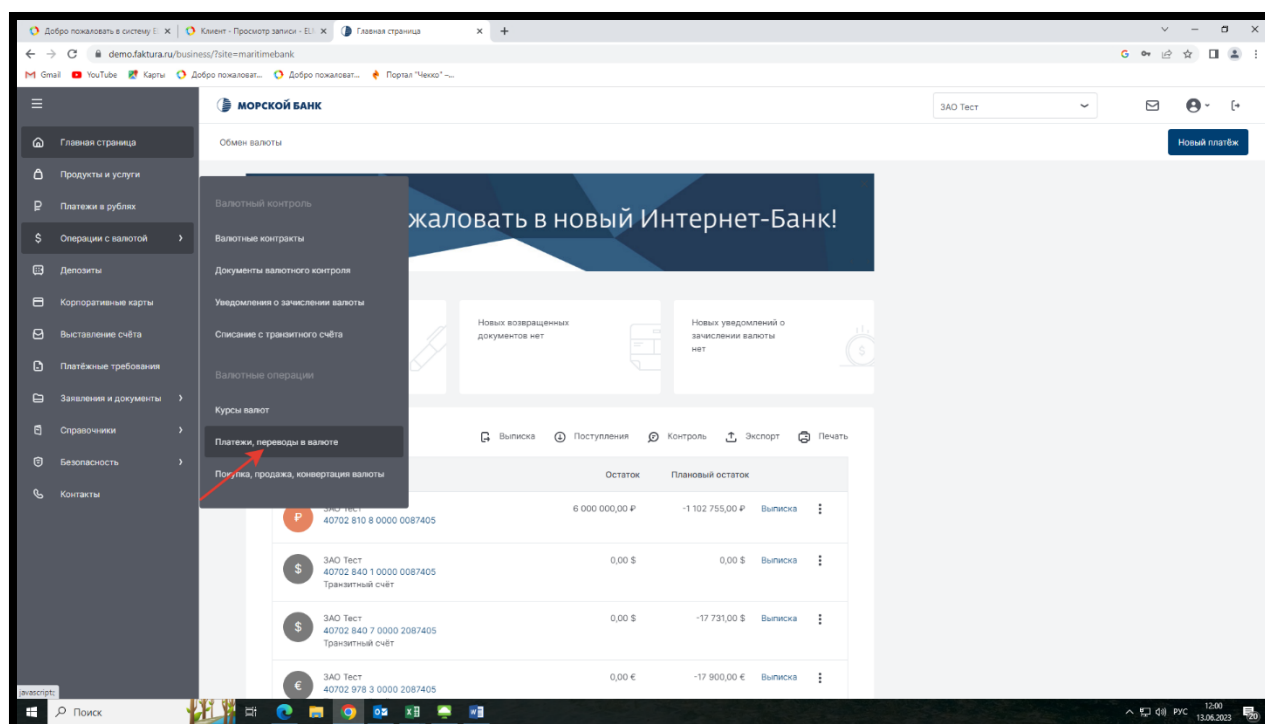 Добро пожаловать в систему E
Клиент - Просмотр записи - EL
Главная страница
demo.faktura.ru/business/?site=maritimebank
Gmail
YouTube
Карты
Добро пожаловат...
Добро пожаловат...
Портал "Чекко" –...
МОРСКОЙ БАНК
ЗАО Тест
Главная страница
Обмен валюты
Новый платёж
Продукты и услуги
Платежи в рублях
Операции с валютой
Депозиты
Корпоративные карты
Выставление счёта
Платёжные требования
Заявления и документы
Справочники
Безопасность
Контакты
Валютный контроль
Валютные контракты
Документы валютного контроля
Уведомления о зачислении валюты
Списание с транзитного счёта
Валютные операции
Курсы валют
Платежи, переводы в валюте
Покупка, продажа, конвертация валюты
жаловать в новый Интернет-Банк!
Новых возвращенных
документов нет
Новых уведомлений о
зачислении валюты
нет
Выписка
Поступления
Контроль
Экспорт
Печать
Остаток
Плановый остаток
ЗАО Тест
40702 810 8 0000 0087405
6 000 000,00 ₽
-1 102 755,00 ₽
Выписка
ЗАО Тест
40702 840 1 0000 0087405
Транзитный счёт
0,00 $
0,00 $
Выписка
ЗАО Тест
40702 840 7 0000 2087405
Транзитный счёт
0,00 $
-17 731,00 $
Выписка
ЗАО Тест
40702 978 3 0000 2087405
0,00 €
-17 900,00 €
Выписка
javascript:
Поиск
РУС
12:00
13.06.2023
20